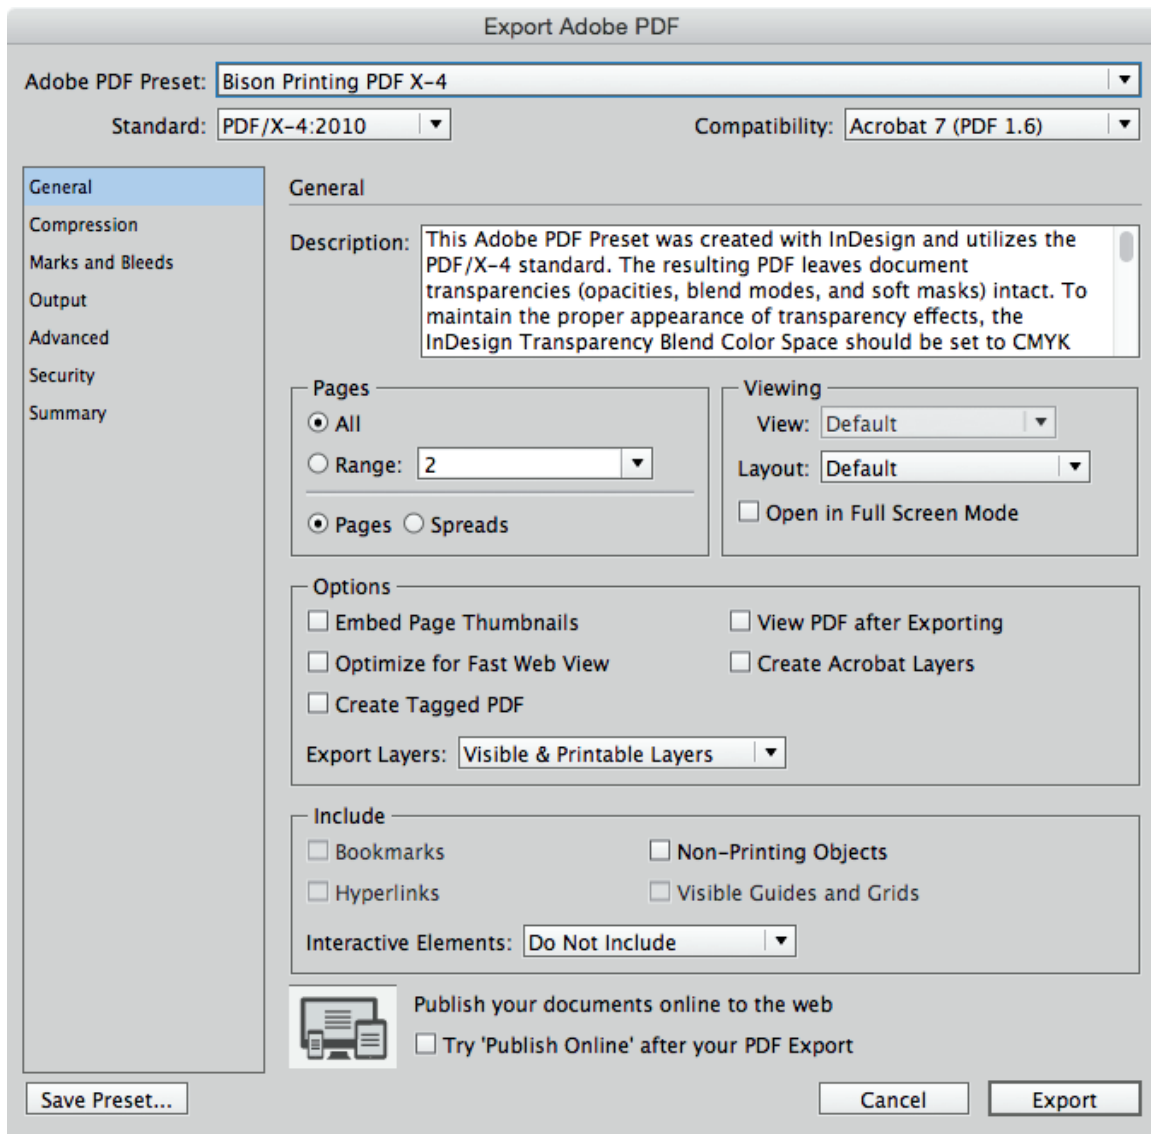 Export Adobe PDF
Adobe PDF Preset: Bison Printing PDF X-4
Standard: PDF/X-4:2010 Compatibility: Acrobat 7 (PDF 1.6)
General
Compression
Marks and Bleeds
Output
Advanced
Security
Summary
General
Description: This Adobe PDF Preset was created with InDesign and utilizes the
PDF/X-4 standard. The resulting PDF leaves document
transparencies (opacities, blend modes, and soft masks) intact. To
maintain the proper appearance of transparency effects, the
InDesign Transparency Blend Color Space should be set to CMYK
Pages
All
Range: 2
Pages Spreads
Viewing
View: Default
Layout: Default
Open in Full Screen Mode
Options
Embed Page Thumbnails View PDF after Exporting
Optimize for Fast Web View Create Acrobat Layers
Create Tagged PDF
Export Layers: Visible & Printable Layers
Include
Bookmarks Non-Printing Objects
Hyperlinks Visible Guides and Grids
Interactive Elements: Do Not Include
Publish your documents online to the web
Try 'Publish Online' after your PDF Export
Save Preset... Cancel Export